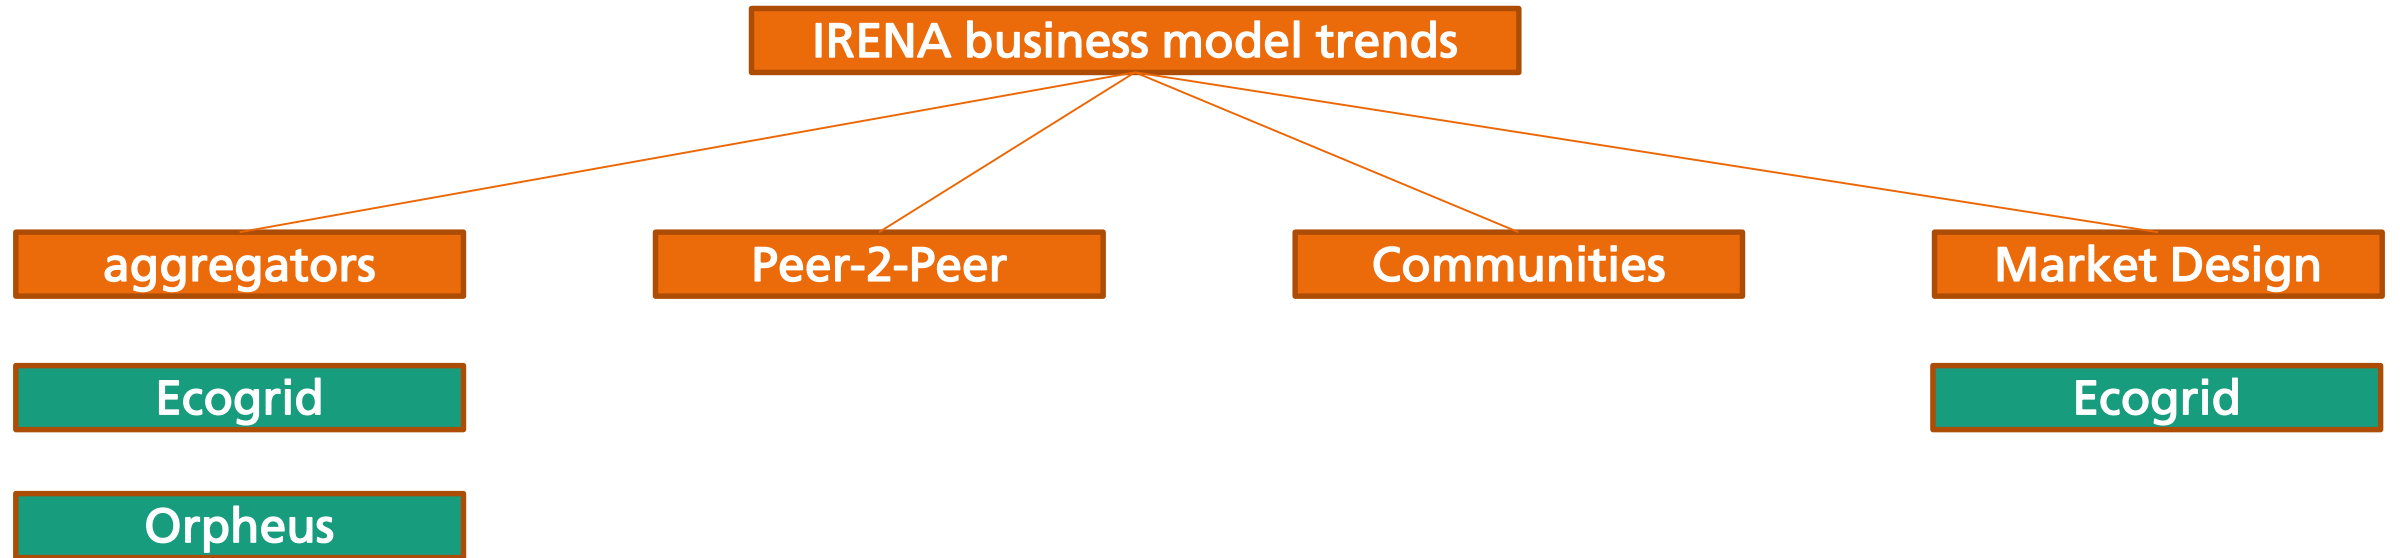 IRENA business model trends
aggregators
Peer-2-Peer
Communities
Market Design
Ecogrid
Ecogrid
Orpheus